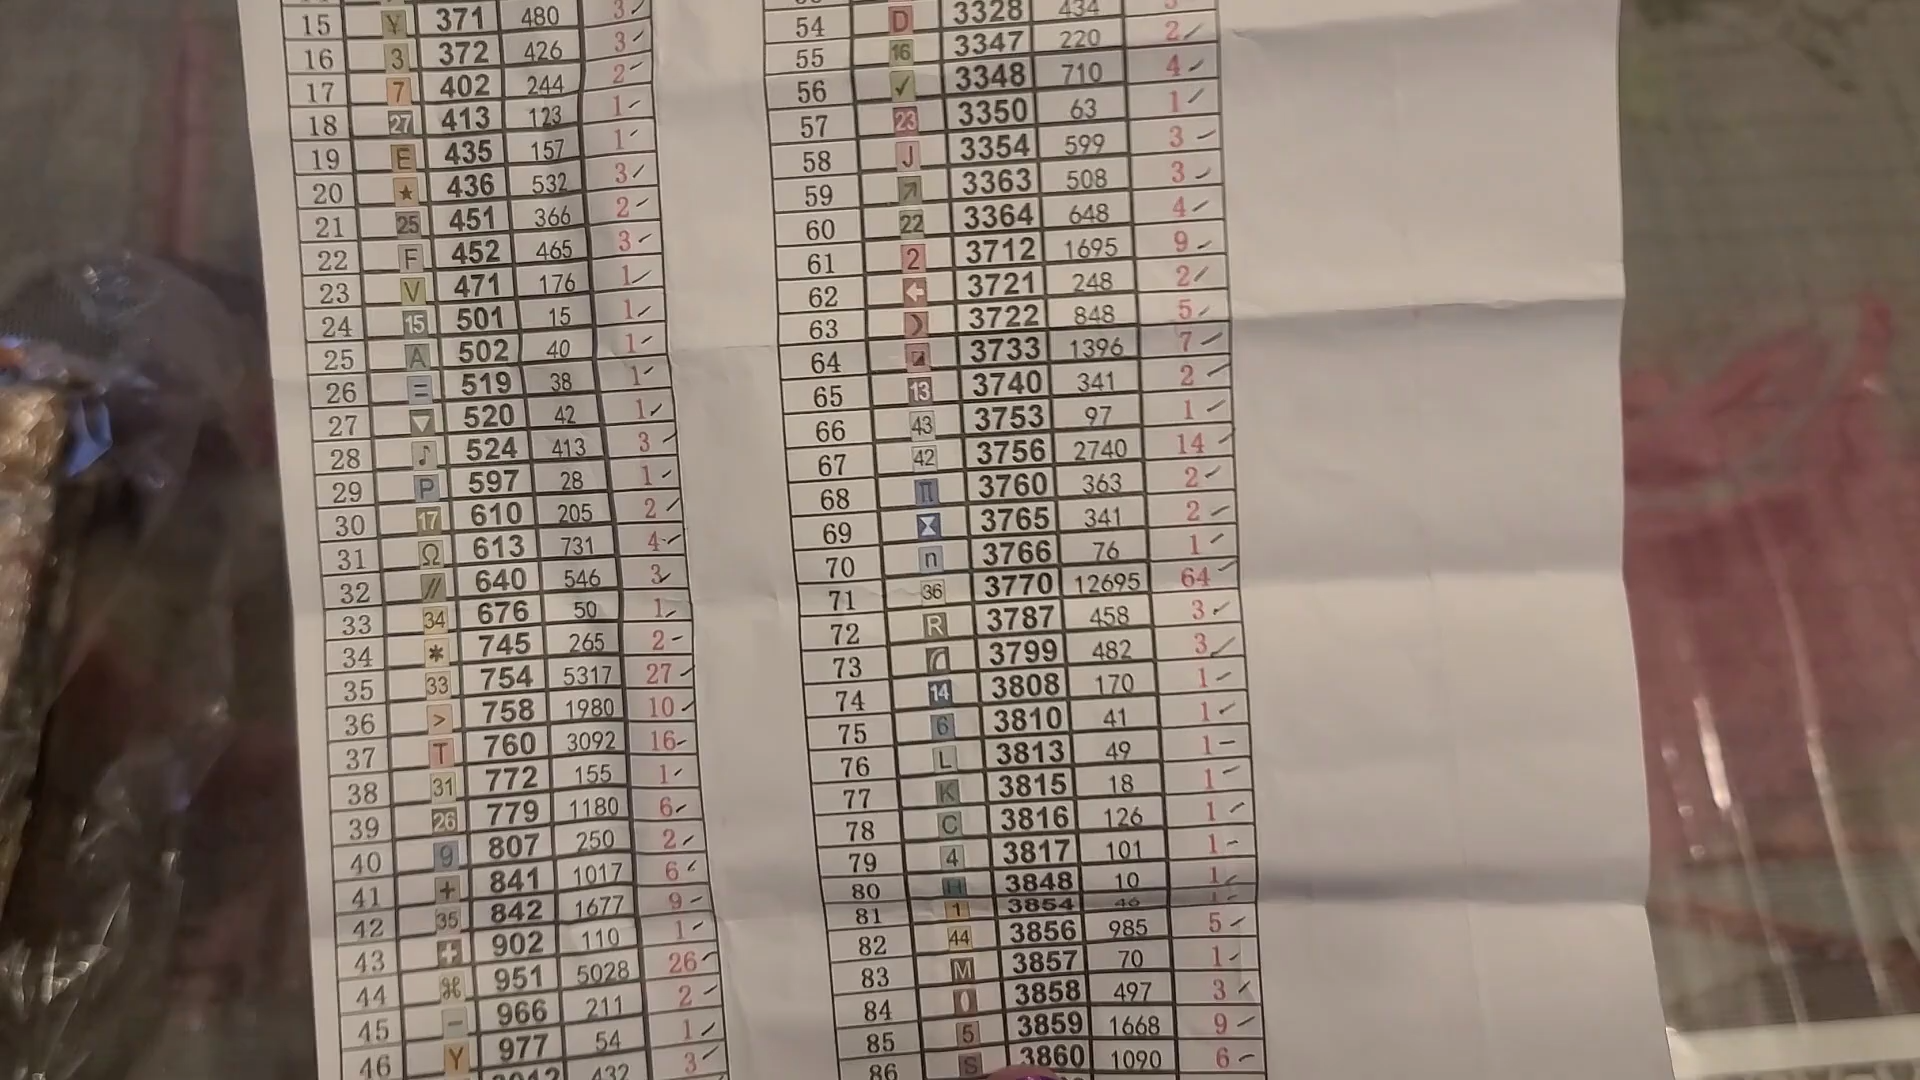 15 ¥ 371 480 3
16 3 372 426 3
17 7 402 244 2
18 27 413 123 1
19 E 435 157 1
20 ★ 436 532 3
21 25 451 366 2
22 F 452 465 3
23 V 471 176 1
24 15 501 15 1
25 A 502 40 1
26 = 519 38 1
27 ▼ 520 42 1
28 ♪ 524 413 3
29 P 597 28 1
30 17 610 205 2
31 Ω 613 731 4
32 // 640 546 3
33 34 676 50 1
34 ✱ 745 265 2
35 33 754 5317 27
36 > 758 1980 10
37 T 760 3092 16
38 31 772 155 1
39 26 779 1180 6
40 9 807 250 2
41 + 841 1017 6
42 35 842 1677 9
43 ✚ 902 110 1
44 ⌘ 951 5028 26
45 − 966 211 2
46 Y 977 54 1
432 3
54 D 3328 434
55 16 3347 220 2
56 ✓ 3348 710 4
57 23 3350 63 1
58 J 3354 599 3
59 ↗ 3363 508 3
60 22 3364 648 4
61 2 3712 1695 9
62 ← 3721 248 2
63 ☽ 3722 848 5
64 ◪ 3733 1396 7
65 13 3740 341 2
66 43 3753 97 1
67 42 3756 2740 14
68 π 3760 363 2
69 ⧗ 3765 341 2
70 n 3766 76 1
71 36 3770 12695 64
72 R 3787 458 3
73 3799 482 3
74 14 3808 170 1
75 6 3810 41 1
76 L 3813 49 1
77 K 3815 18 1
78 C 3816 126 1
79 4 3817 101 1
80 H 3848 10 1
81 1 3854 46 1
82 44 3856 985 5
83 M 3857 70 1
84 0 3858 497 3
85 5 3859 1668 9
86 S 3860 1090 6